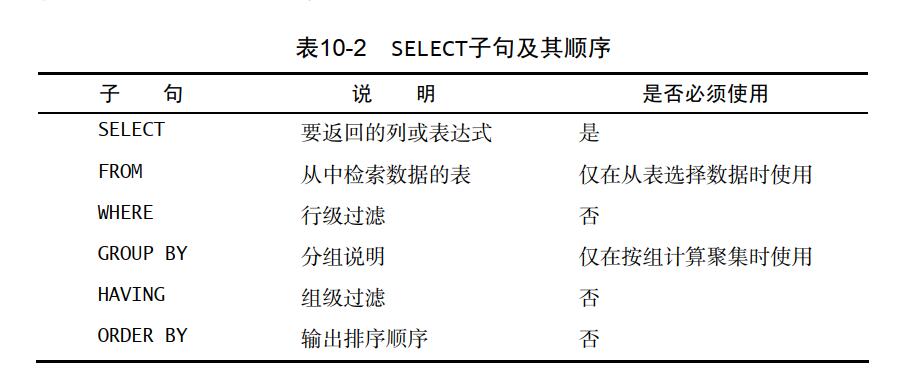 表10-2 SELECT子句及其顺序
子 句 说 明 是否必须使用
SELECT 要返回的列或表达式 是
FROM 从中检索数据的表 仅在从表选择数据时使用
WHERE 行级过滤 否
GROUP BY 分组说明 仅在按组计算聚集时使用
HAVING 组级过滤 否
ORDER BY 输出排序顺序 否